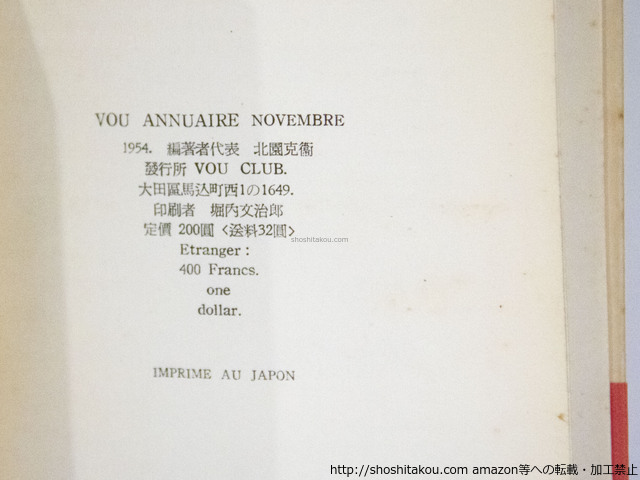 VOU ANNUAIRE NOVEMBRE
1954. 編著者代表 北園克衞
發行所 VOU CLUB.
大田區馬込町西1の1649.
印刷者 堀内文治郎
定價 200圓 <送料32圓>
shoshitakou.com
Etranger :
400 Francs.
one
dollar.
IMPRIME AU JAPON
http://shoshitakou.com amazon等への転載・加工禁止